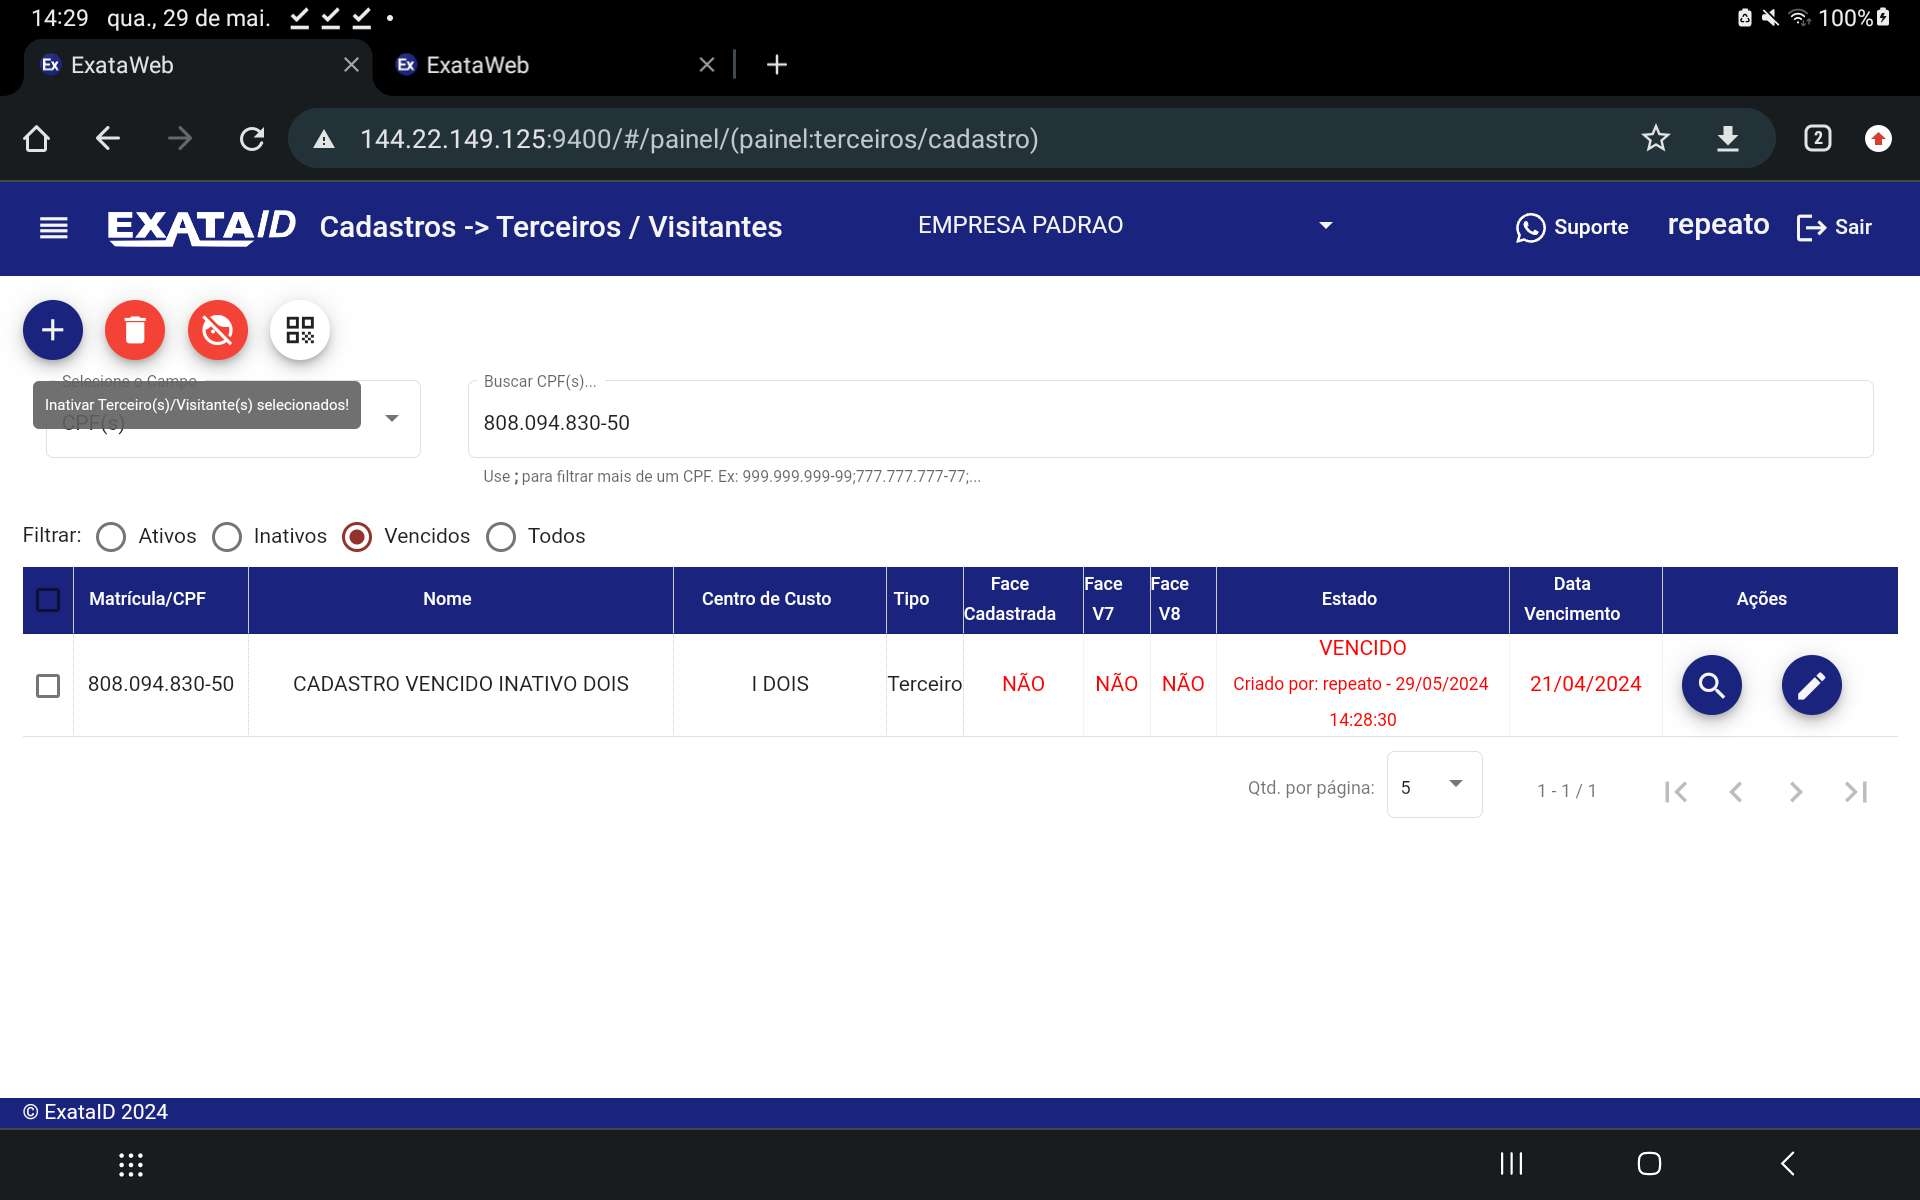 14:29 qua., 29 de mai.
100%
ExataWeb
ExataWeb
144.22.149.125:9400/#/painel/(painel:terceiros/cadastro)
2
EXATAID Cadastros -> Terceiros / Visitantes EMPRESA PADRAO Suporte repeato Sair
Selecione o Campo
Inativar Terceiro(s)/Visitante(s) selecionados!
CPF(s)
Buscar CPF(s)...
808.094.830-50
Use ; para filtrar mais de um CPF. Ex: 999.999.999-99;777.777.777-77;...
Filtrar: Ativos Inativos Vencidos Todos
Matrícula/CPF Nome Centro de Custo Tipo Face Cadastrada Face V7 Face V8 Estado Data Vencimento Ações
808.094.830-50 CADASTRO VENCIDO INATIVO DOIS I DOIS Terceiro NÃO NÃO NÃO VENCIDO
Criado por: repeato - 29/05/2024
14:28:30
21/04/2024
Qtd. por página: 5 1 - 1 / 1
© ExataID 2024